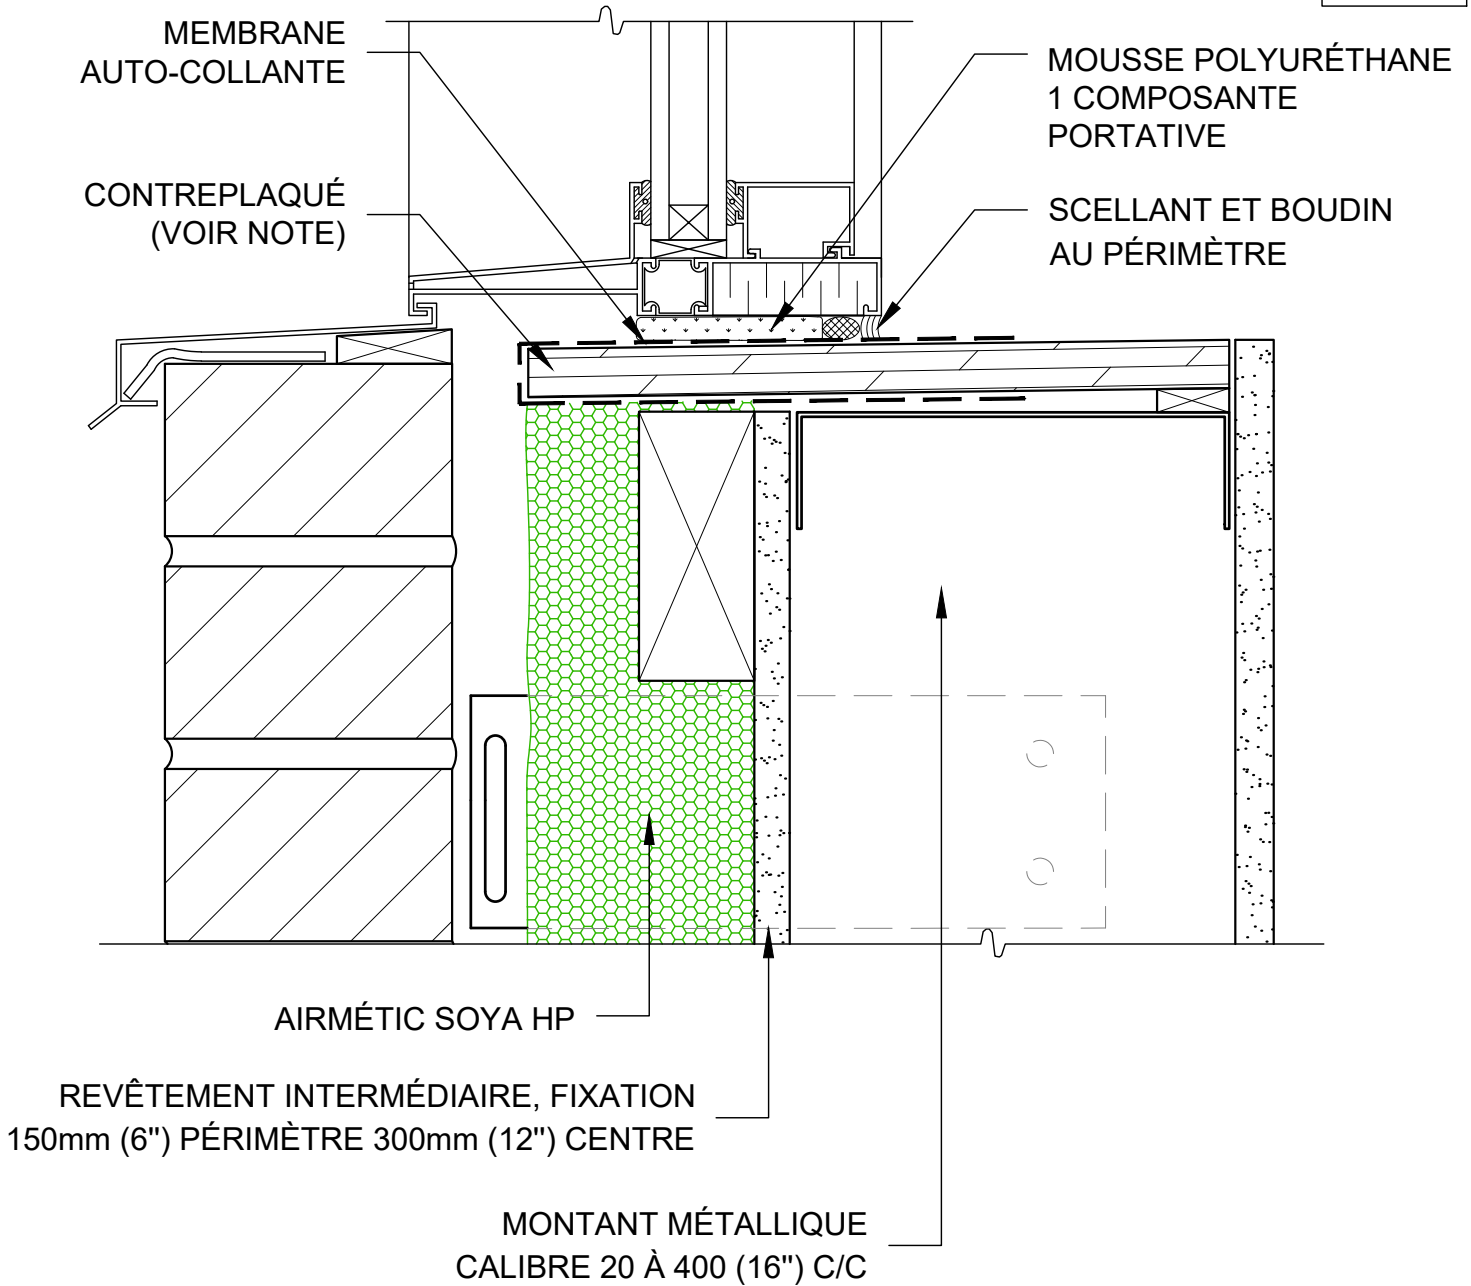 MEMBRANE
AUTO-COLLANTE
MOUSSE POLYURÉTHANE
1 COMPOSANTE
PORTATIVE
CONTREPLAQUÉ
(VOIR NOTE)
SCELLANT ET BOUDIN
AU PÉRIMÈTRE
AIRMÉTIC SOYA HP
REVÊTEMENT INTERMÉDIAIRE, FIXATION
150mm (6") PÉRIMÈTRE 300mm (12") CENTRE
MONTANT MÉTALLIQUE
CALIBRE 20 À 400 (16") C/C